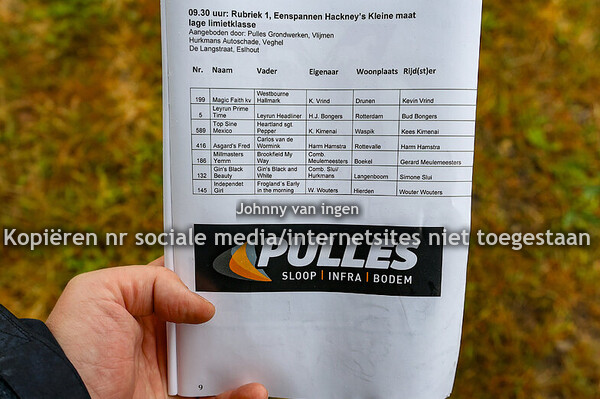 09.30 uur: Rubriek 1, Eenspannen Hackney's Kleine maat
lage limietklasse
Aangeboden door: Pulles Grondwerken, Vlijmen
Hurkmans Autoschade, Veghel
De Langstraat, Eslhout
Nr. Naam Vader Eigenaar Woonplaats Rijd(st)er
199 Magic Faith kv Westbourne Hallmark K. Vrind Drunen Kevin Vrind
5 Leyrun Prime Time Leyrun Headliner H.J. Bongers Rotterdam Bud Bongers
589 Top Sine Mexico Heartland sgt Pepper K. Kimenai Waspik Kees Kimenai
416 Asgard's Fred Carlos van de Wormink Harm Hamstra Rottevalle Harm Hamstra
186 Millmasters Yemm Brookfield My Way Comb. Meulemeesters Boekel Gerard Meulemeesters
132 Gin's Black Beauty Gin's Black and White Comb. Slui/ Hurkmans Langenboom Simone Slui
145 Independet Girl Frogland's Early in the morning W. Wouters Hierden Wouter Wouters
Johnny van ingen
Kopiëren nr sociale media/internetsites niet toegestaan
PULLES
SLOOP | INFRA | BODEM
9